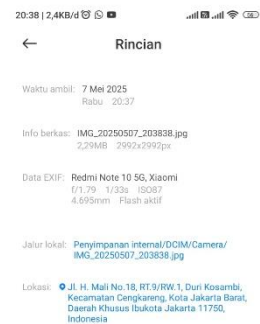 20:38 | 2,4KB/d
Rincian
Waktu ambil: 7 Mei 2025
Rabu 20:37
Info berkas: IMG_20250507_203838.jpg
2,29MB 2992x2992px
Data EXIF: Redmi Note 10 5G, Xiaomi
f/1.79 1/33s ISO87
4.695mm Flash aktif
Jalur lokal: Penyimpanan internal/DCIM/Camera/
IMG_20250507_203838.jpg
Lokasi: Jl. H. Mali No.18, RT.9/RW.1, Duri Kosambi,
Kecamatan Cengkareng, Kota Jakarta Barat,
Daerah Khusus Ibukota Jakarta 11750,
Indonesia